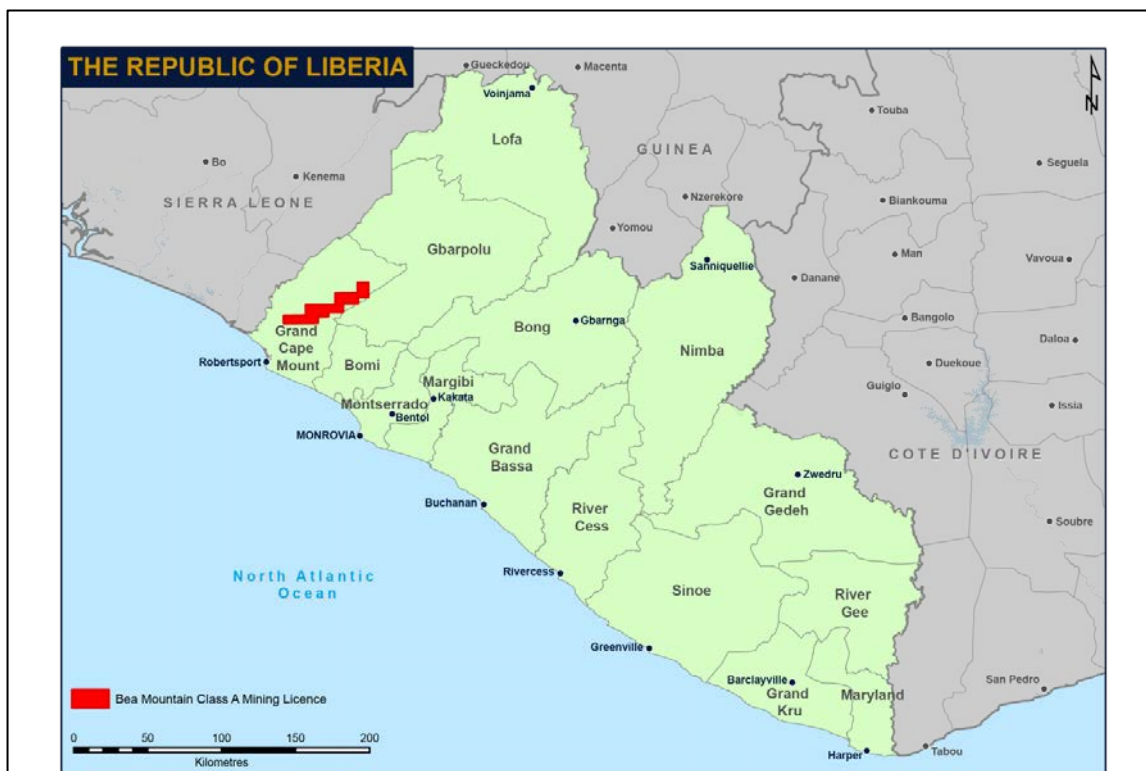 THE REPUBLIC OF LIBERIA
Gueckedou
Macenta
Voinjama
N
Touba
Lofa
Bo
Kenema
GUINEA
Seguela
SIERRA LEONE
Nzerekore
Biankouma
Yomou
Gbarpolu
Sanniquellie
Man
Vavoua
Danane
Bong
Gbarnga
Bangolo
Grand
Cape
Mount
Nimba
Daloa
Robertsport
Bomi
Duekoue
Margibi
Guiglo
Kakata
Montserrado
Bentol
Issia
MONROVIA
Grand
Bassa
COTE D'IVOIRE
Zwedru
Grand
Gedeh
Buchanan
River
Cess
Soubre
North Atlantic
Ocean
Rivercess
Sinoe
River
Gee
Greenville
Barclayville
Grand
Kru
Maryland
San Pedro
Bea Mountain Class A Mining Licence
0 50 100 150 200
Kilometres
Harper
Tabou